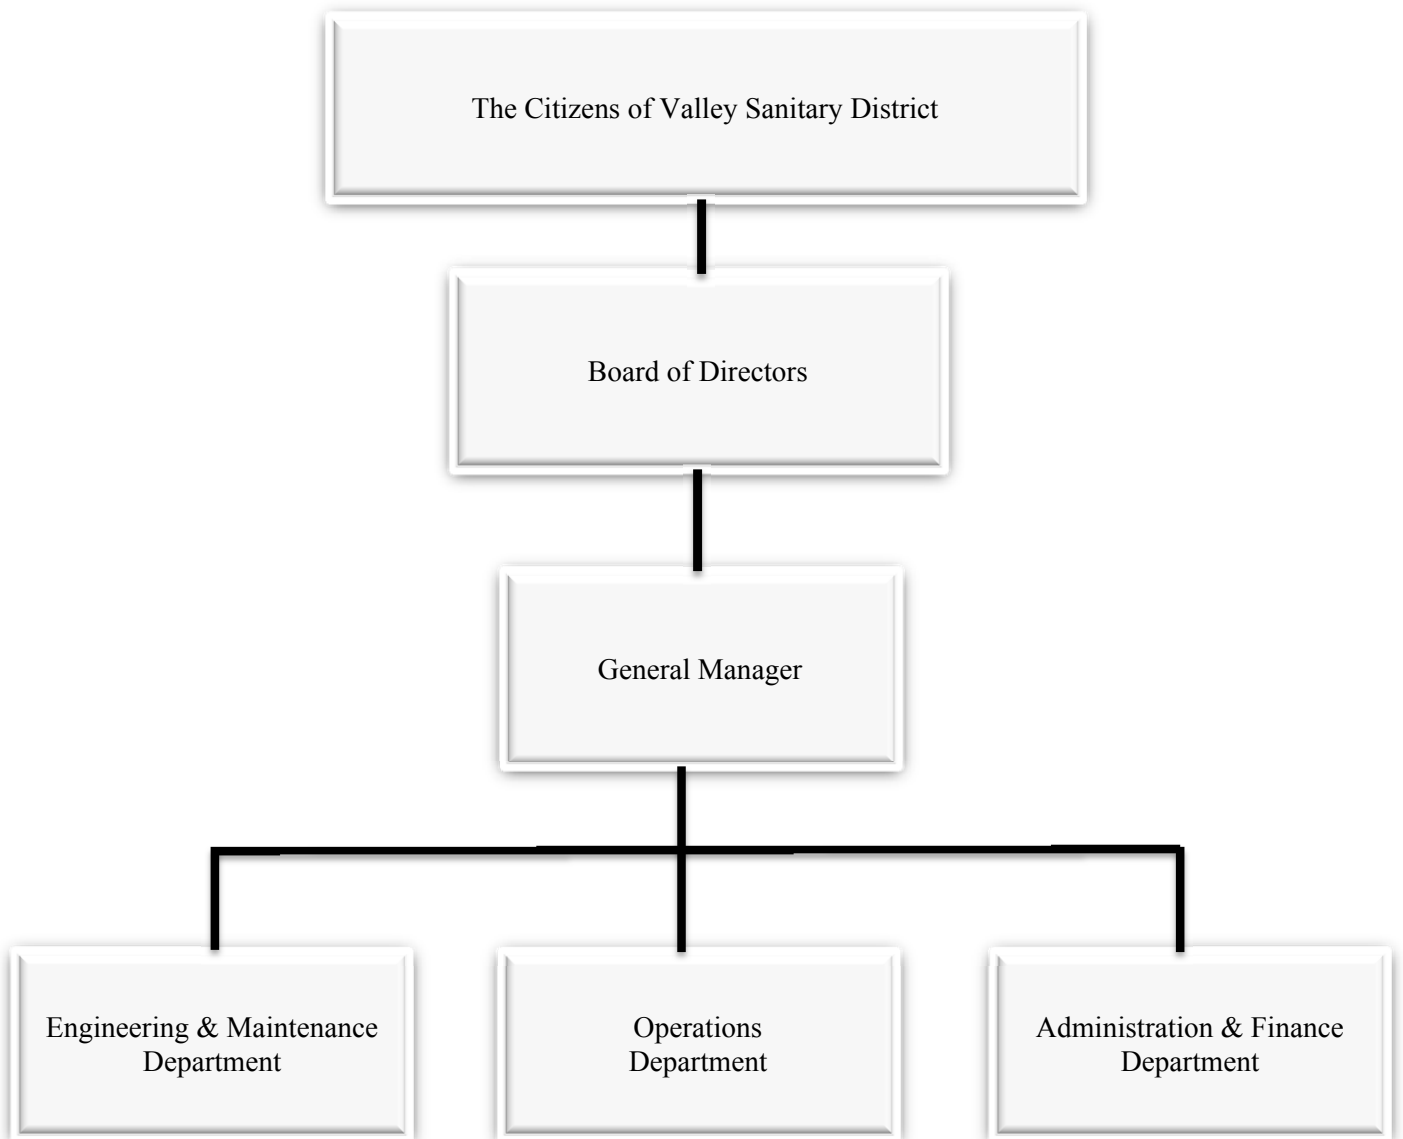 The Citizens of Valley Sanitary District
Board of Directors
General Manager
Engineering & Maintenance
Department
Operations
Department
Administration & Finance
Department